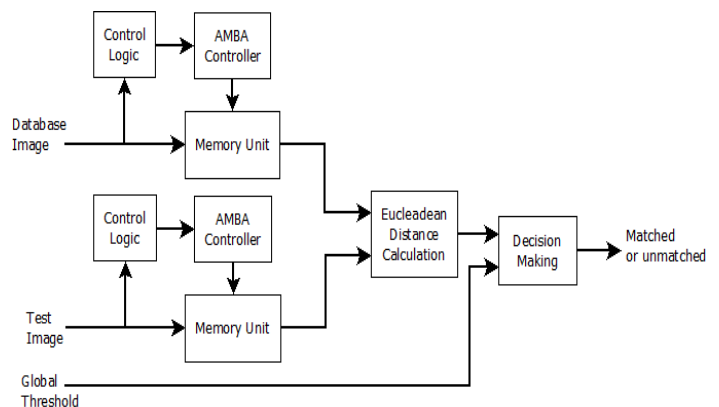 Control
Logic
AMBA
Controller
Database
Image
Memory Unit
Control
Logic
AMBA
Controller
Eucleadean
Distance
Calculation
Decision
Making
Matched
or unmatched
Test
Image
Memory Unit
Global
Threshold